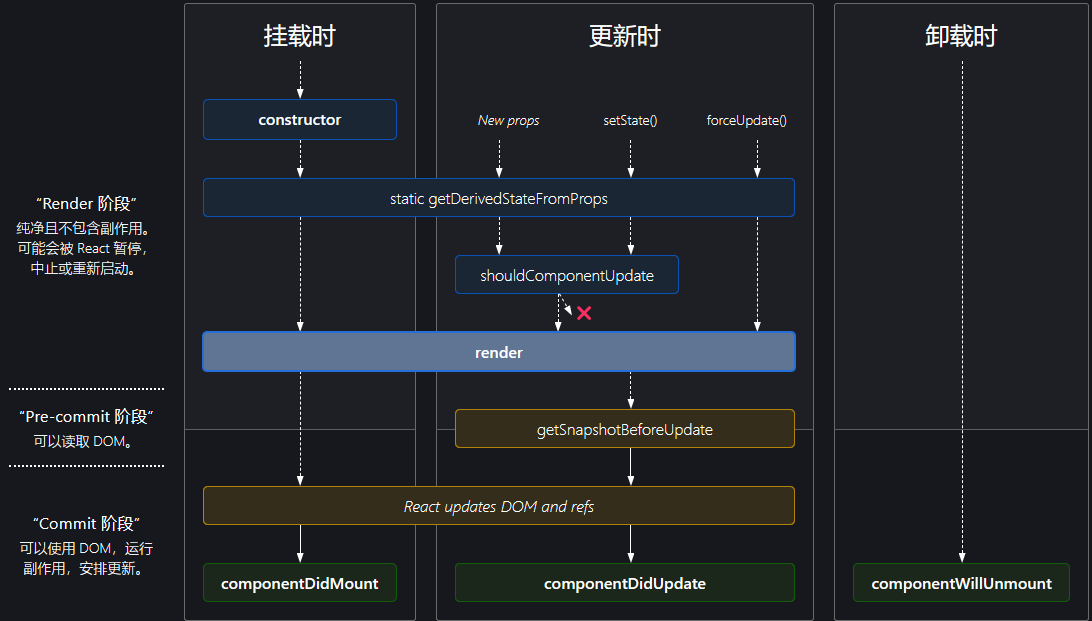 挂载时
更新时
卸载时
constructor
New props
setState()
forceUpdate()
static getDerivedStateFromProps
“Render 阶段”
纯净且不包含副作用。
可能会被 React 暂停，
中止或重新启动。
shouldComponentUpdate
render
“Pre-commit 阶段”
可以读取 DOM。
getSnapshotBeforeUpdate
React updates DOM and refs
“Commit 阶段”
可以使用 DOM，运行
副作用，安排更新。
componentDidMount
componentDidUpdate
componentWillUnmount